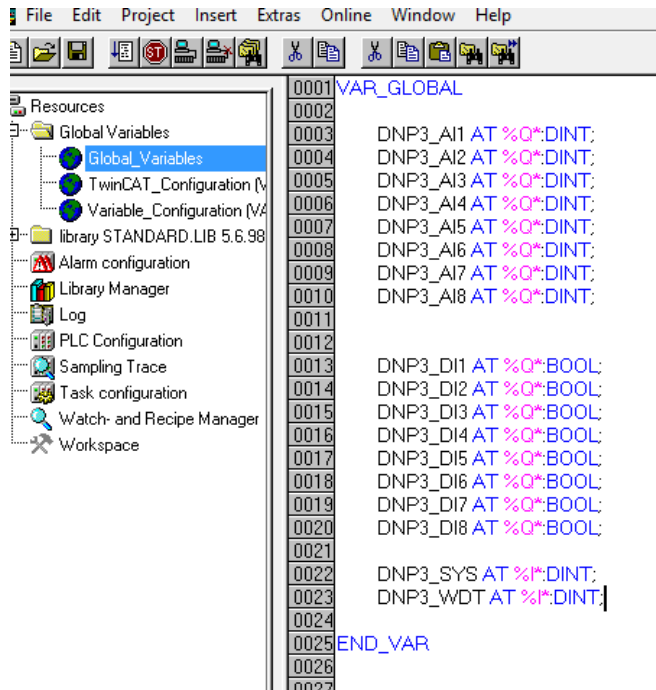 File Edit Project Insert Extras Online Window Help
Resources
Global Variables
Global_Variables
TwinCAT_Configuration (V
Variable_Configuration (VA
library STANDARD.LIB 5.6.98
Alarm configuration
Library Manager
Log
PLC Configuration
Sampling Trace
Task configuration
Watch- and Recipe Manager
Workspace
0001 VAR_GLOBAL
0002
0003 DNP3_AI1 AT %Q*:DINT;
0004 DNP3_AI2 AT %Q*:DINT;
0005 DNP3_AI3 AT %Q*:DINT;
0006 DNP3_AI4 AT %Q*:DINT;
0007 DNP3_AI5 AT %Q*:DINT;
0008 DNP3_AI6 AT %Q*:DINT;
0009 DNP3_AI7 AT %Q*:DINT;
0010 DNP3_AI8 AT %Q*:DINT;
0011
0012
0013 DNP3_DI1 AT %Q*:BOOL;
0014 DNP3_DI2 AT %Q*:BOOL;
0015 DNP3_DI3 AT %Q*:BOOL;
0016 DNP3_DI4 AT %Q*:BOOL;
0017 DNP3_DI5 AT %Q*:BOOL;
0018 DNP3_DI6 AT %Q*:BOOL;
0019 DNP3_DI7 AT %Q*:BOOL;
0020 DNP3_DI8 AT %Q*:BOOL;
0021
0022 DNP3_SYS AT %I*:DINT;
0023 DNP3_WDT AT %I*:DINT;
0024
0025 END_VAR
0026
0027